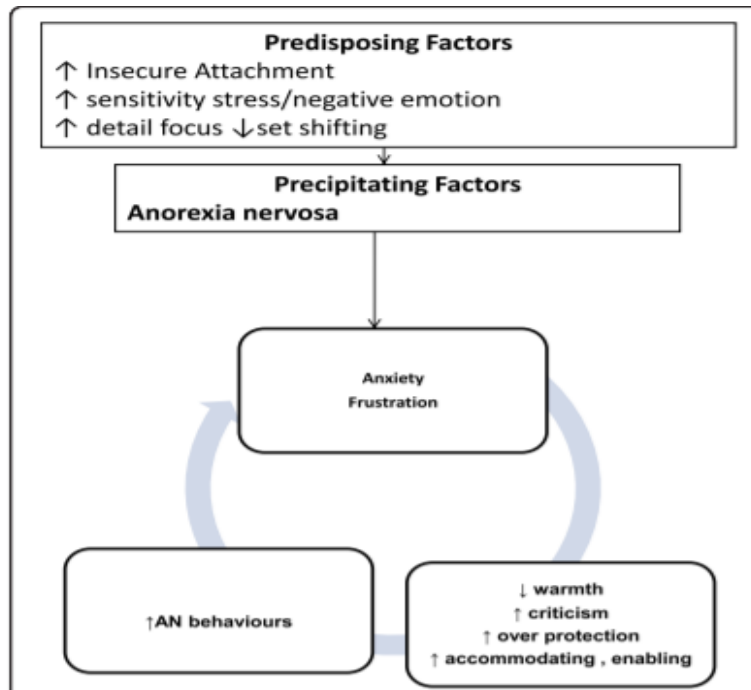 Predisposing Factors
↑ Insecure Attachment
↑ sensitivity stress/negative emotion
↑ detail focus ↓set shifting
Precipitating Factors
Anorexia nervosa
Anxiety
Frustration
↑AN behaviours
↓ warmth
↑ criticism
↑ over protection
↑ accommodating , enabling